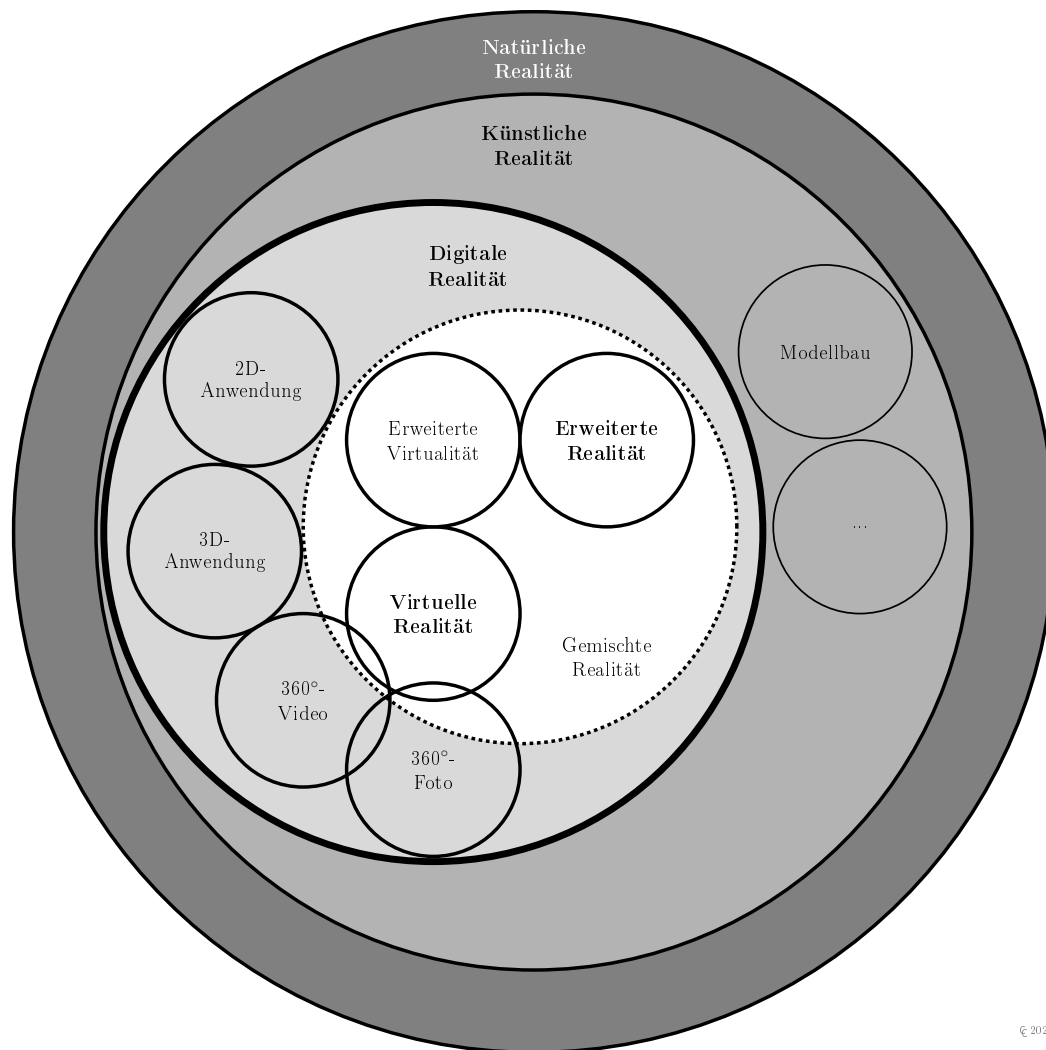 Natürliche
Realität
Künstliche
Realität
Digitale
Realität
2D-
Anwendung
Erweiterte
Virtualität
Erweiterte
Realität
Modellbau
...
3D-
Anwendung
Virtuelle
Realität
Gemischte
Realität
360°-
Video
360°-
Foto